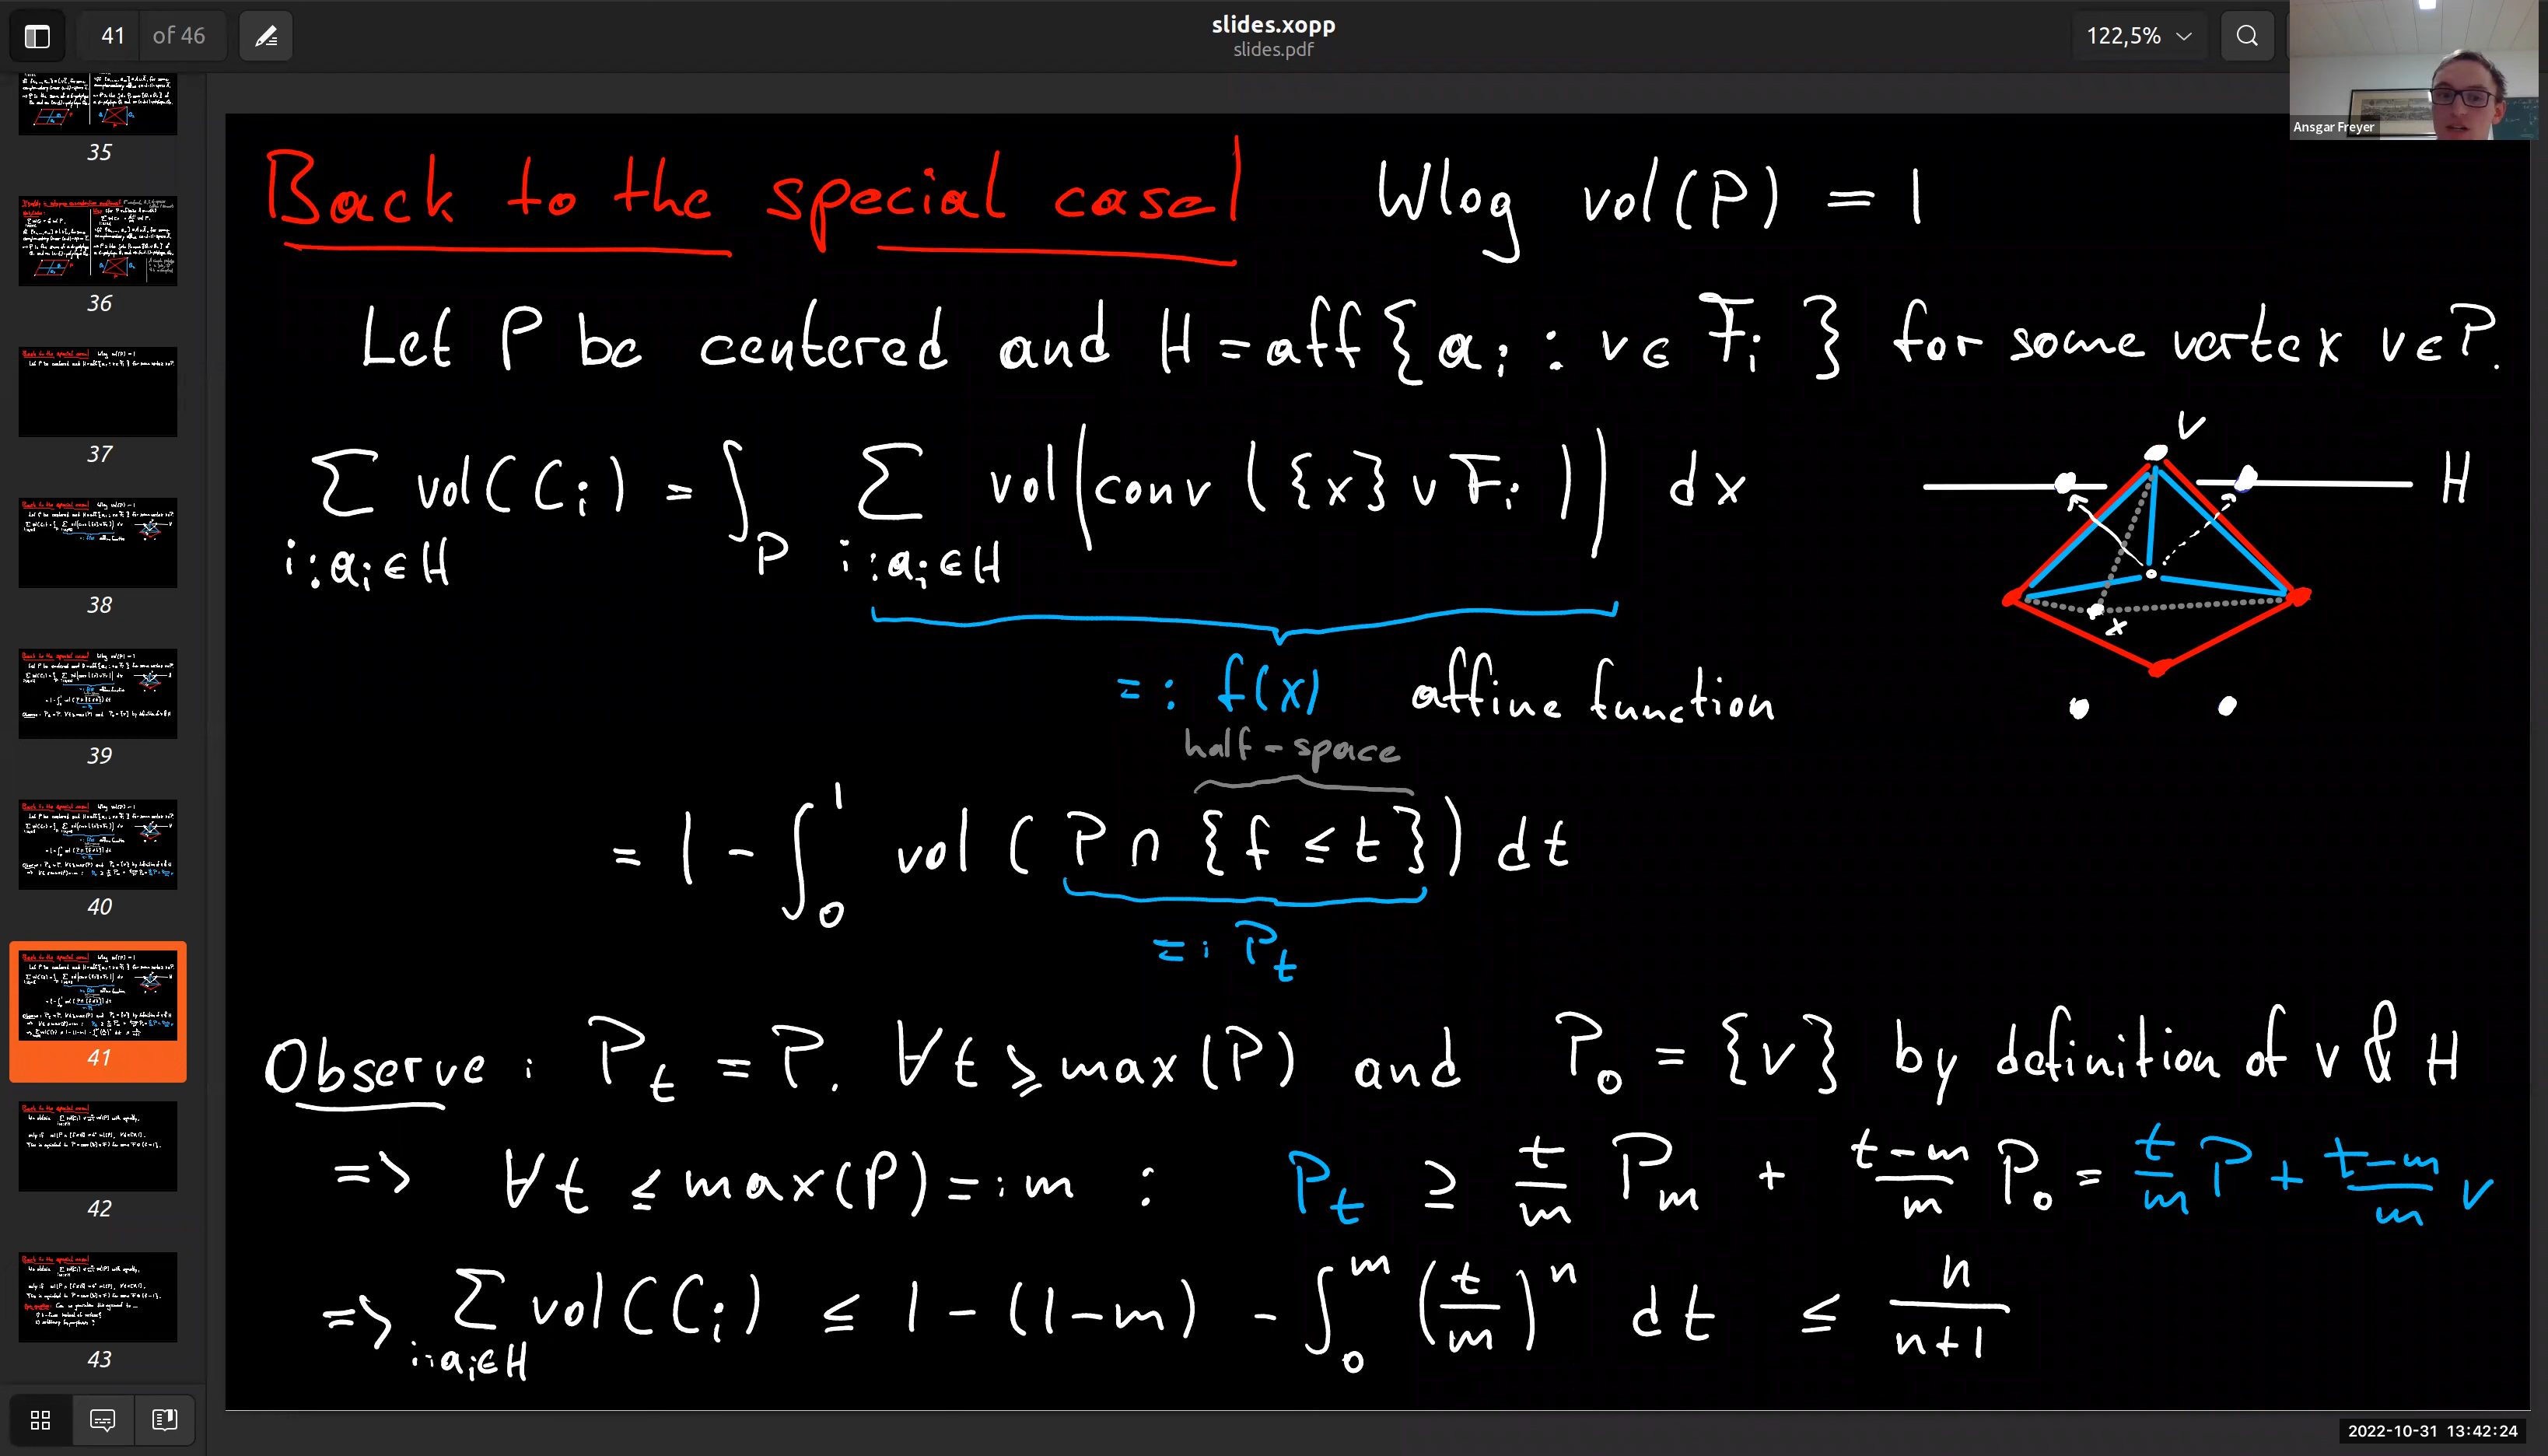 41 of 46
slides.xopp
slides.pdf
122,5%
Ansgar Freyer
35
36
37
38
39
40
41
42
43
Back to the special case! Wlog vol(P) = 1
Let P be centered and H = aff{a_i : v ∈ F_i} for some vertex v ∈ P.
∑_{i: a_i ∈ H} vol(C_i) = ∫_P ∑_{i: a_i ∈ H} vol(conv({x} ∪ F_i)) dx
=: f(x) affine function
v
H
x
half-space
= 1 - ∫_0^1 vol(P ∩ {f ≤ t}) dt
=: P_t
Observe: P_t = P. ∀t ≥ max(P) and P_0 = {v} by definition of v & H
=> ∀t ≤ max(P) =: m : P_t ⊇ t/m P_m + t-m/m P_0 = t/m P + t-m/m v
=> ∑_{i: a_i ∈ H} vol(C_i) ≤ 1 - (1-m) - ∫_0^m (t/m)^n dt ≤ n/n+1
2022-10-31 13:42:24